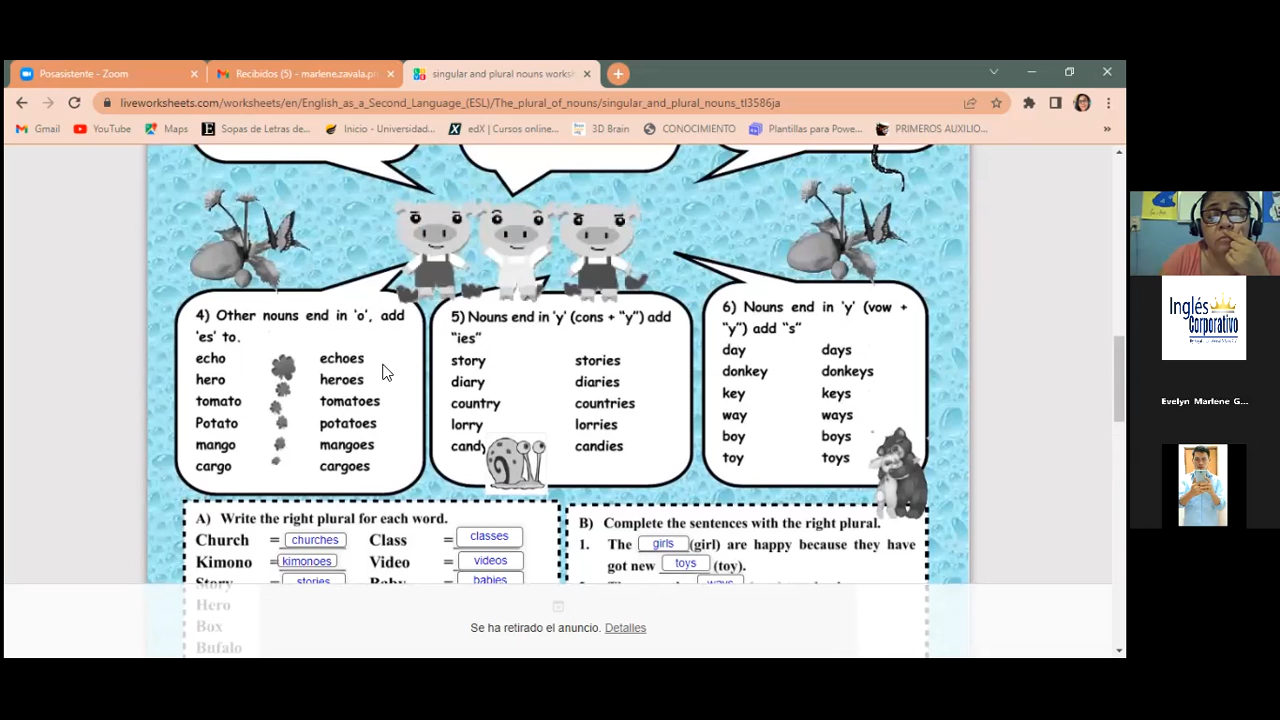 Posasistente - Zoom
Recibidos (5) - marlene.zavala.pr
singular and plural nouns works
liveworksheets.com/worksheets/en/English_as_a_Second_Language_(ESL)/The_plural_of_nouns/singular_and_plural_nouns_tl3586ja
Gmail YouTube Maps Sopas de Letras de... Inicio - Universidad... edX | Cursos online... 3D Brain CONOCIMIENTO Plantillas para Powe... PRIMEROS AUXILIO...
4) Other nouns end in 'o', add
'es' to.
echo echoes
hero heroes
tomato tomatoes
Potato potatoes
mango mangoes
cargo cargoes
5) Nouns end in 'y' (cons + "y") add
"ies"
story stories
diary diaries
country countries
lorry lorries
candy candies
6) Nouns end in 'y' (vow +
"y") add "s"
day days
donkey donkeys
key keys
way ways
boy boys
toy toys
A) Write the right plural for each word.
Church = churches Class = classes
Kimono = kimonoes Video = videos
Story = stories Baby = babies
Hero
Box
Bufalo
B) Complete the sentences with the right plural.
1. The girls (girl) are happy because they have
got new toys (toy).
ways
Se ha retirado el anuncio. Detalles
Inglés
Corporativo
Evelyn Marlene G...